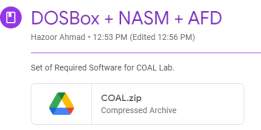 DOSBox + NASM + AFD
Hazoor Ahmad • 12:53 PM (Edited 12:56 PM)
Set of Required Software for COAL Lab.
COAL.zip
Compressed Archive